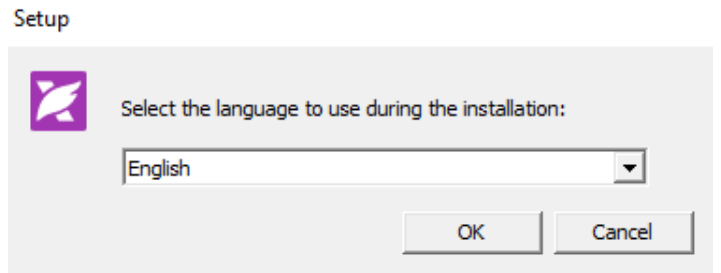 Setup
Select the language to use during the installation:
English
OK Cancel